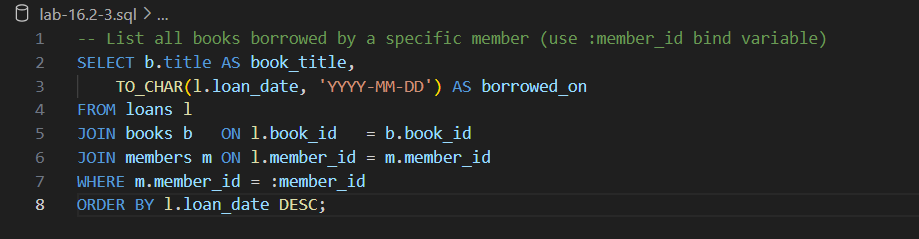 lab-16.2-3.sql > ...
1 -- List all books borrowed by a specific member (use :member_id bind variable)
2 SELECT b.title AS book_title,
3     TO_CHAR(l.loan_date, 'YYYY-MM-DD') AS borrowed_on
4 FROM loans l
5 JOIN books b   ON l.book_id   = b.book_id
6 JOIN members m ON l.member_id = m.member_id
7 WHERE m.member_id = :member_id
8 ORDER BY l.loan_date DESC;